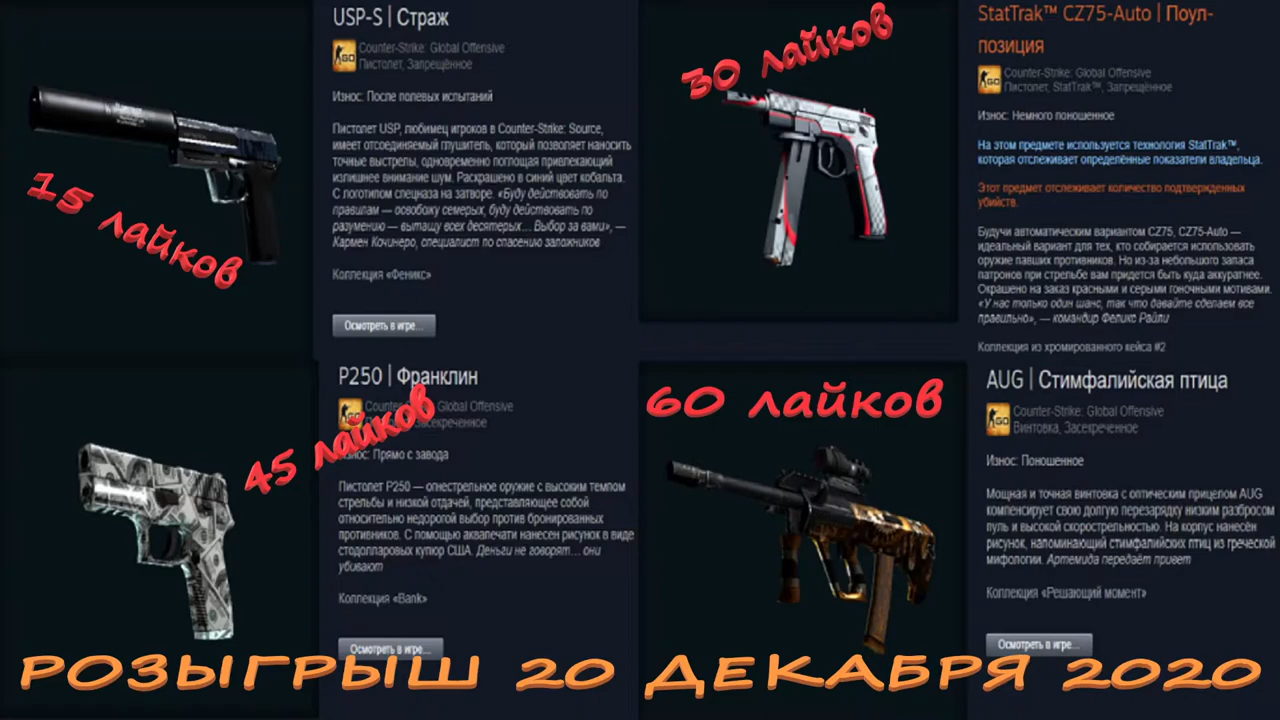 USP-S | Страж
Counter-Strike: Global Offensive
Пистолет, Запрещённое
Износ: После полевых испытаний
Пистолет USP, любимец игроков в Counter-Strike: Source,
имеет отсоединяемый глушитель, который позволяет наносить
точные выстрелы, одновременно поглощая привлекающий
излишнее внимание шум. Раскрашено в синий цвет кобальта.
С логотипом спецназа на затворе. «Буду действовать по
правилам — освобожу семерых, буду действовать по
разумению — вытащу всех десятерых... Выбор за вами», —
Кармен Кочинеро, специалист по спасению заложников
Коллекция «Феникс»
Осмотреть в игре...
15 лайков
30 лайков
StatTrak™ CZ75-Auto | Поул-
позиция
Counter-Strike: Global Offensive
Пистолет, StatTrak™, Запрещённое
Износ: Немного поношенное
На этом предмете используется технология StatTrak™,
которая отслеживает определённые показатели владельца.
Этот предмет отслеживает количество подтвержденных
убийств.
Будучи автоматическим вариантом CZ75, CZ75-Auto —
идеальный вариант для тех, кто собирается использовать
оружие павших противников. Но из-за небольшого запаса
патронов при стрельбе вам придется быть куда аккуратнее.
Окрашено на заказ красными и серыми гоночными мотивами.
«У нас только один шанс, так что давайте сделаем все
правильно», — командир Феликс Райли
Коллекция из хромированного кейса #2
P250 | Франклин
Counter-Strike: Global Offensive
Засекреченное
Износ: Прямо с завода
Пистолет P250 — огнестрельное оружие с высоким темпом
стрельбы и низкой отдачей, представляющее собой
относительно недорогой выбор против бронированных
противников. С помощью аквапечати нанесен рисунок в виде
стодолларовых купюр США. Деньги не говорят... они
убивают
Коллекция «Bank»
Осмотреть в игре...
45 лайков
60 лайков
AUG | Стимфалийская птица
Counter-Strike: Global Offensive
Винтовка, Засекреченное
Износ: Поношенное
Мощная и точная винтовка с оптическим прицелом AUG
компенсирует свою долгую перезарядку низким разбросом
пуль и высокой скорострельностью. На корпус нанесён
рисунок, напоминающий стимфалийских птиц из греческой
мифологии. Артемида передаёт привет
Коллекция «Решающий момент»
Осмотреть в игре...
РОЗЫГРЫШ 20 ДЕКАБРЯ 2020